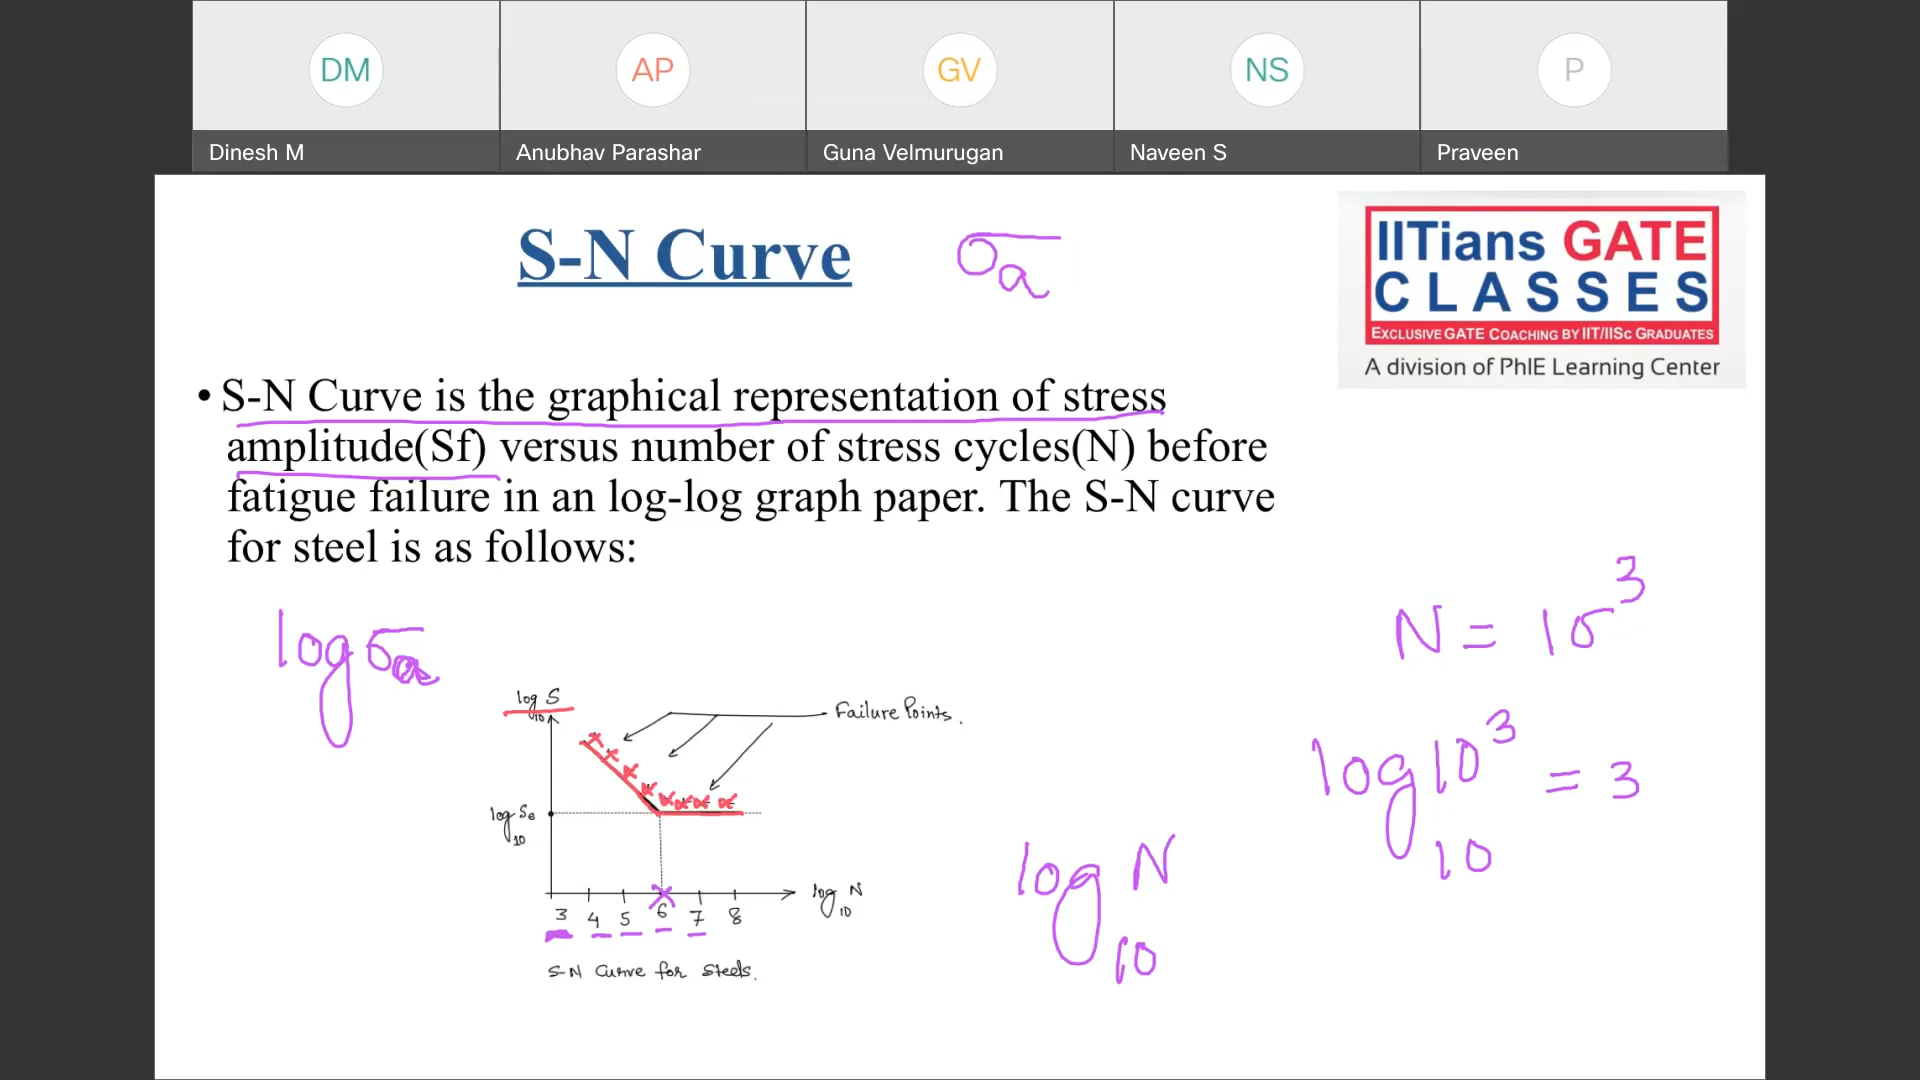 DM AP GV NS P
Dinesh M Anubhav Parashar Guna Velmurugan Naveen S Praveen
S-N Curve
σa
IITians GATE
CLASSES
EXCLUSIVE GATE COACHING BY IIT/IISc GRADUATES
A division of PhIE Learning Center
• S-N Curve is the graphical representation of stress
amplitude(Sf) versus number of stress cycles(N) before
fatigue failure in an log-log graph paper. The S-N curve
for steel is as follows:
log σa
N = 10³
log₁₀ 10³ = 3
log₁₀ S
Failure Points.
log₁₀ Se
log₁₀ N
3 4 5 6 7 8
S-N Curve for Steels.
log₁₀ N